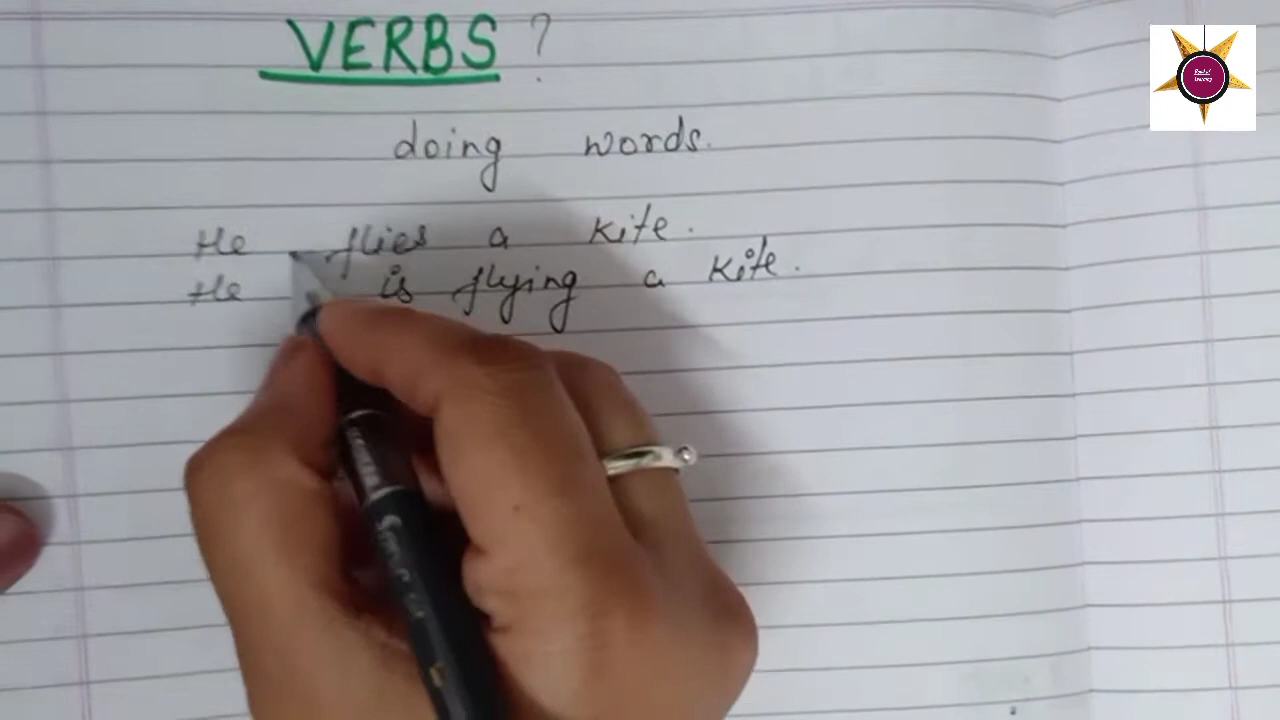 VERBS ?
doing words.
He flies a kite.
He is flying a kite.